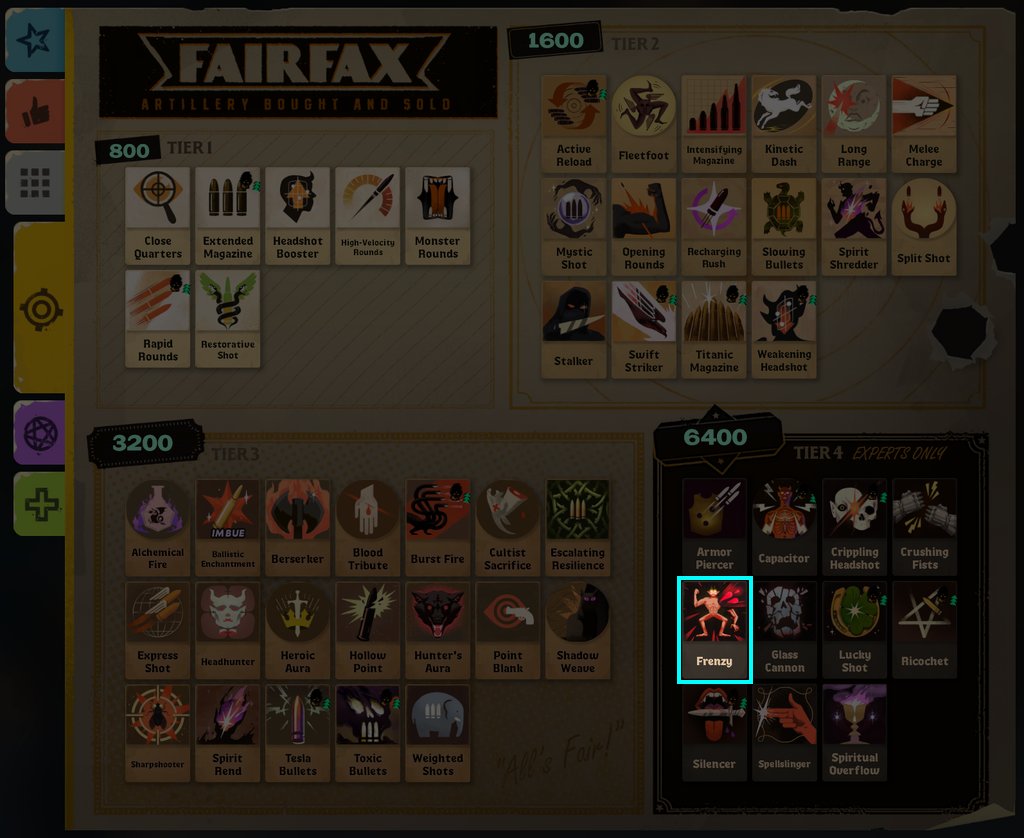 FAIRFAX
ARTILLERY BOUGHT AND SOLD
800 TIER 1
Close Quarters
Extended Magazine
Headshot Booster
High-Velocity Rounds
Monster Rounds
Rapid Rounds
Restorative Shot
1600 TIER 2
Active Reload
Fleetfoot
Intensifying Magazine
Kinetic Dash
Long Range
Melee Charge
Mystic Shot
Opening Rounds
Recharging Rush
Slowing Bullets
Spirit Shredder
Split Shot
Stalker
Swift Striker
Titanic Magazine
Weakening Headshot
3200 TIER 3
Alchemical Fire
IMBUE
Ballistic Enchantment
Berserker
Blood Tribute
Burst Fire
Cultist Sacrifice
Escalating Resilience
Express Shot
Headhunter
Heroic Aura
Hollow Point
Hunter's Aura
Point Blank
Shadow Weave
Sharpshooter
Spirit Rend
Tesla Bullets
Toxic Bullets
Weighted Shots
"All's Fair!"
6400 TIER 4 EXPERTS ONLY
Armor Piercer
Capacitor
Crippling Headshot
Crushing Fists
Frenzy
Glass Cannon
Lucky Shot
Ricochet
Silencer
Spellslinger
Spiritual Overflow